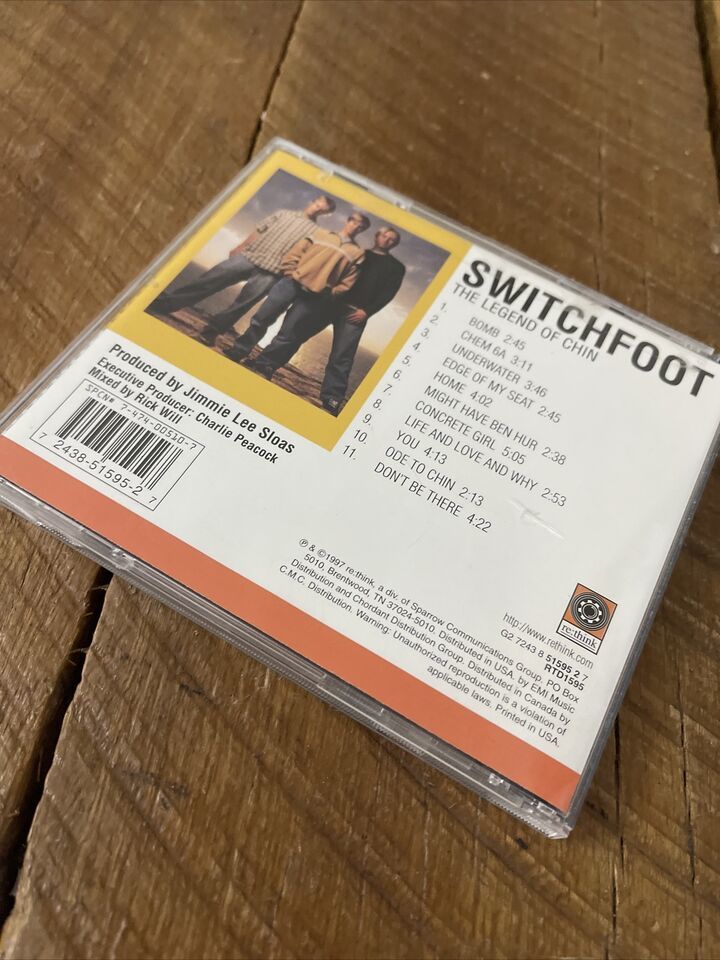 SWITCHFOOT
THE LEGEND OF CHIN
1. BOMB 2:45
2. CHEM 6A 3:11
3. UNDERWATER 3:46
4. EDGE OF MY SEAT 2:45
5. HOME 4:02
6. MIGHT HAVE BEN HUR 2:38
7. CONCRETE GIRL 5:05
8. LIFE AND LOVE AND WHY 2:53
9. YOU 4:13
10. ODE TO CHIN 2:13
11. DON'T BE THERE 4:22
Produced by Jimmie Lee Sloas
Executive Producer: Charlie Peacock
Mixed by Rick Will
SPCN# 7-474-00510-7
7 2438-51595-2 7
℗ & ©1997 re:think, a div. of Sparrow Communications Group. PO Box
5010, Brentwood, TN 37024-5010. Distributed in USA. by EMI Music
Distribution and Chordant Distribution Group. Distributed in Canada by
C.M.C. Distribution. Warning: Unauthorized reproduction is a violation of
applicable laws. Printed in USA.
re:think
http://www.rethink.com
G2 7243 8 51595 2 7
RTD1595